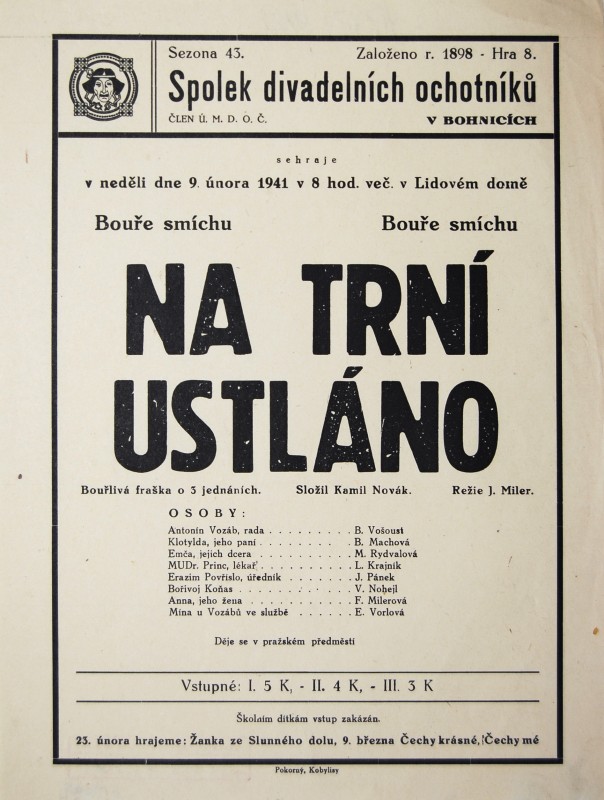 Sezona 43. Založeno r. 1898 - Hra 8.
Spolek divadelních ochotníků
ČLEN Ú. M. D. O. Č. V BOHNICÍCH
sehraje
v neděli dne 9. února 1941 v 8 hod. več. v Lidovém domě
Bouře smíchu Bouře smíchu
NA TRNÍ
USTLÁNO
Bouřlivá fraška o 3 jednáních. Složil Kamil Novák. Režie J. Miler.
OSOBY:
Antonín Vozáb, rada . . . . . . . . . B. Vošoust
Klotylda, jeho paní . . . . . . . . . . B. Machová
Emča, jejich dcera . . . . . . . . . . M. Rydvalová
MUDr. Princ, lékař . . . . . . . . . . L. Krajník
Erazim Povříslo, úředník . . . . . . . J. Pánek
Bořivoj Koňas . . . . . . . . . . . . V. Nohejl
Anna, jeho žena . . . . . . . . . . . F. Milerová
Mína u Vozábů ve službě . . . . . . E. Vorlová
Děje se v pražském předměstí
Vstupné: I. 5 K, - II. 4 K, - III. 3 K
Školním dítkám vstup zakázán.
23. února hrajeme: Žanka ze Slunného dolu, 9. března Čechy krásné, Čechy mé
Pokorný, Kobylisy